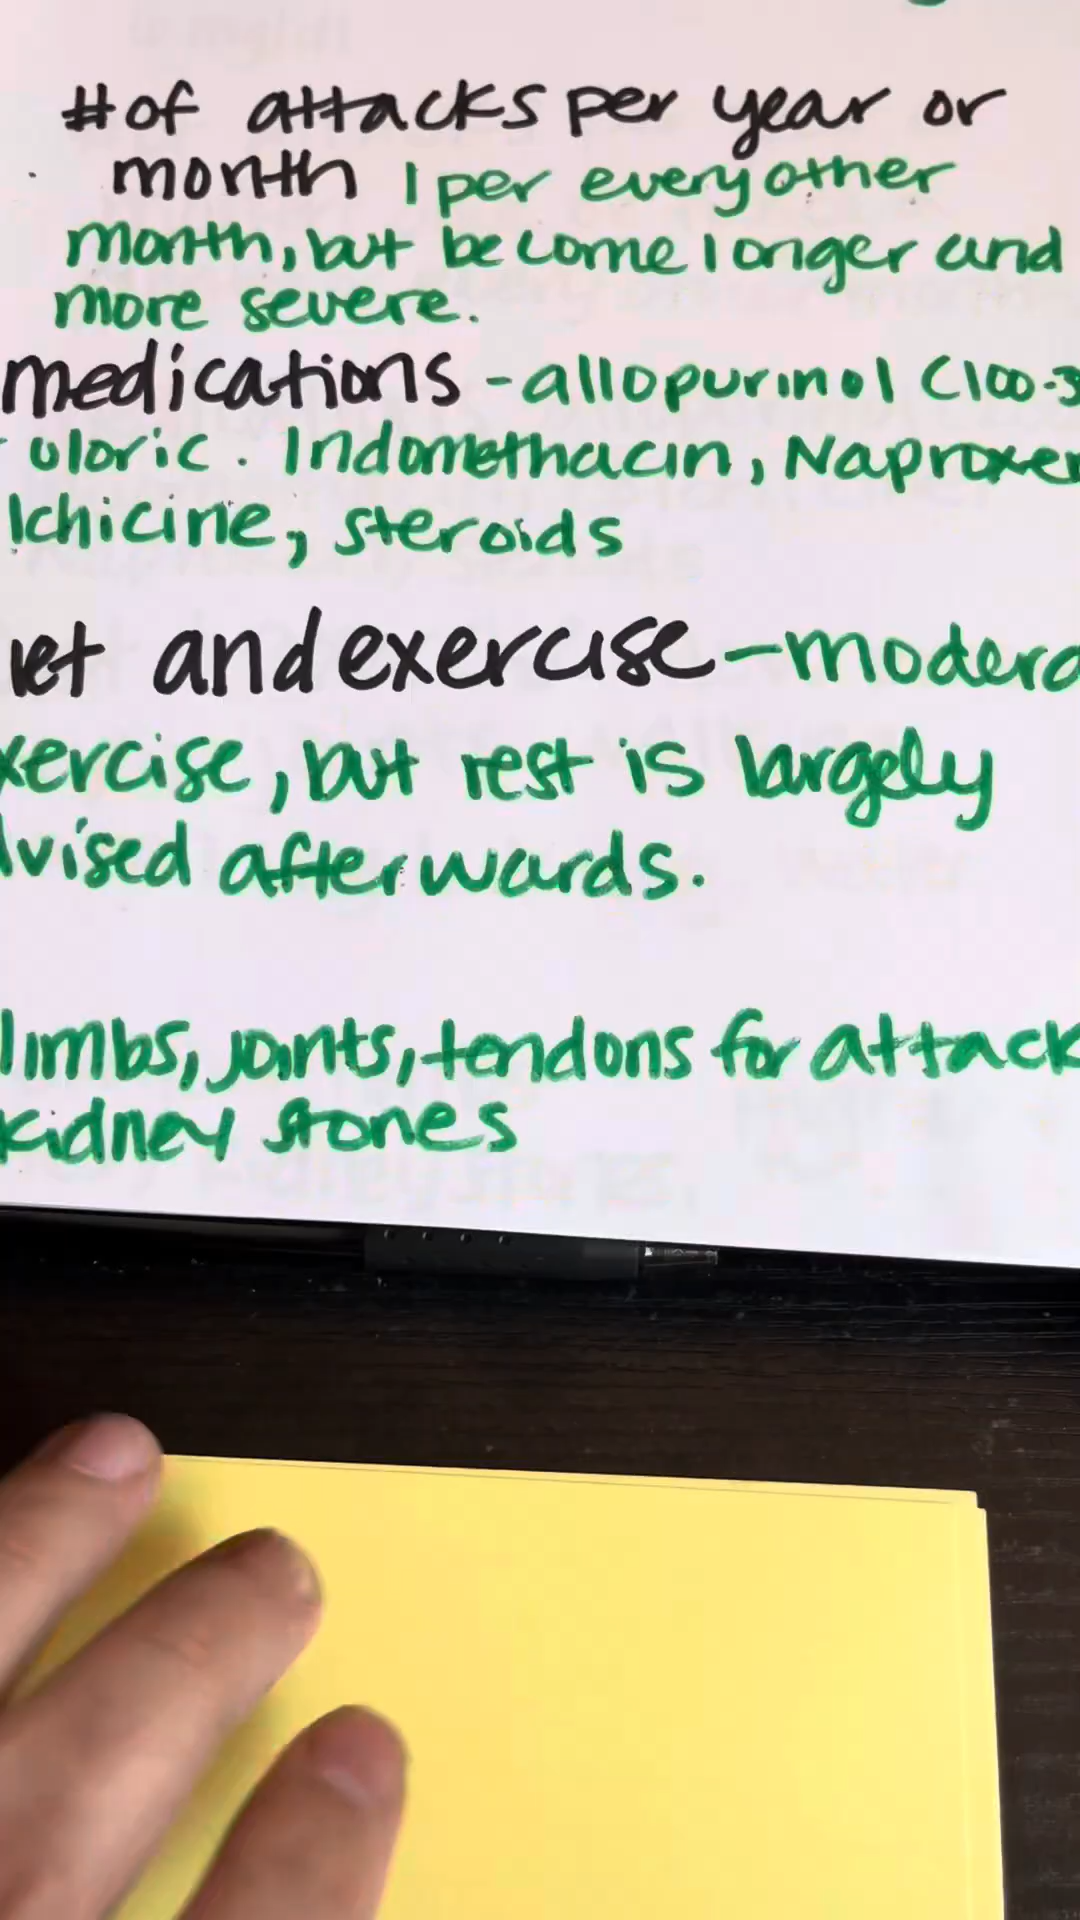 # of attacks per year or
month 1 per every other
month, but become longer and
more severe.
medications - allopurinol (100-3
uloric. Indomethacin, Naproxen
lchicine, steroids
iet and exercise - modera
xercise, but rest is largely
dvised afterwards.
limbs, joints, tendons for attack
kidney stones